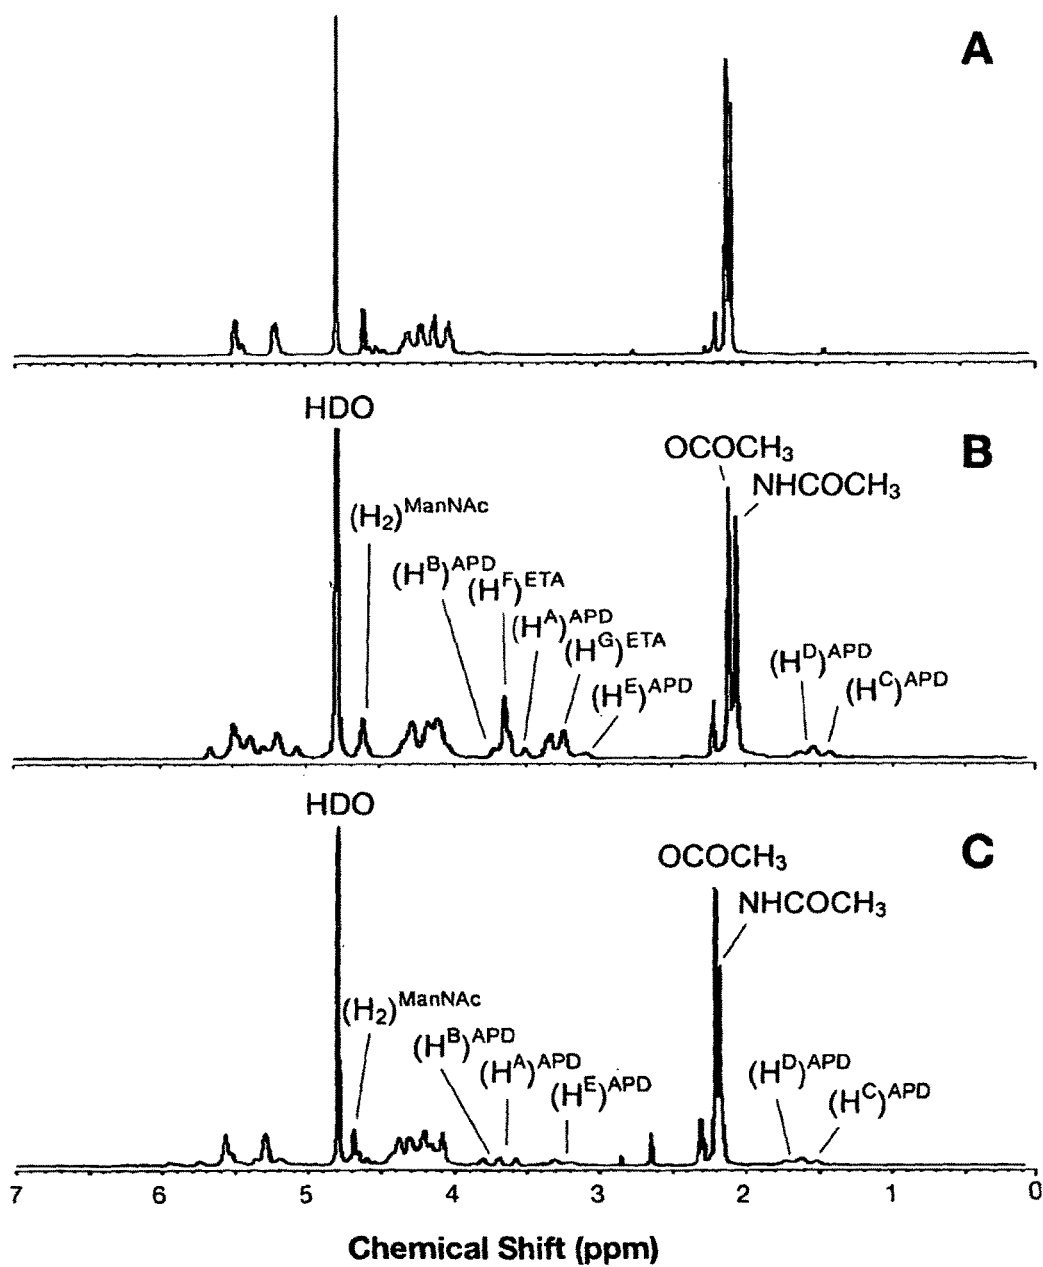 A
HDO
OCOCH₃
B
NHCOCH₃
(H₂)ManNAc
(Hᴮ)APD
(Hᶠ)ETA
(Hᴬ)APD
(Hᴳ)ETA
(Hᴰ)APD
(Hᴱ)APD
(Hᶜ)APD
HDO
OCOCH₃
C
NHCOCH₃
(H₂)ManNAc
(Hᴮ)APD
(Hᴬ)APD
(Hᴰ)APD
(Hᴱ)APD
(Hᶜ)APD
7 6 5 4 3 2 1 0
Chemical Shift (ppm)